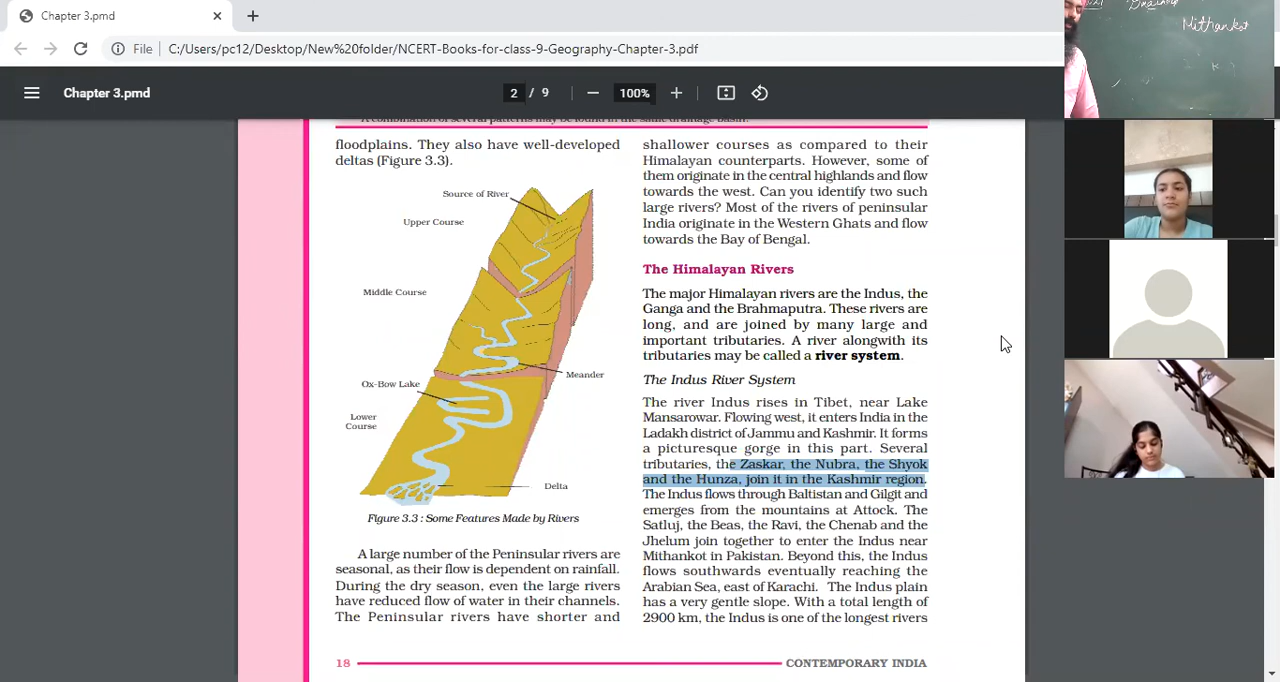 Chapter 3.pmd
File
C:/Users/pc12/Desktop/New%20folder/NCERT-Books-for-class-9-Geography-Chapter-3.pdf
Chapter 3.pmd
2 / 9
100%
A combination of several patterns may be found in the same drainage basin.
floodplains. They also have well-developed
deltas (Figure 3.3).
Source of River
Upper Course
Middle Course
Meander
Ox-Bow Lake
Lower
Course
Delta
Figure 3.3 : Some Features Made by Rivers
A large number of the Peninsular rivers are
seasonal, as their flow is dependent on rainfall.
During the dry season, even the large rivers
have reduced flow of water in their channels.
The Peninsular rivers have shorter and
shallower courses as compared to their
Himalayan counterparts. However, some of
them originate in the central highlands and flow
towards the west. Can you identify two such
large rivers? Most of the rivers of peninsular
India originate in the Western Ghats and flow
towards the Bay of Bengal.
The Himalayan Rivers
The major Himalayan rivers are the Indus, the
Ganga and the Brahmaputra. These rivers are
long, and are joined by many large and
important tributaries. A river alongwith its
tributaries may be called a river system.
The Indus River System
The river Indus rises in Tibet, near Lake
Mansarowar. Flowing west, it enters India in the
Ladakh district of Jammu and Kashmir. It forms
a picturesque gorge in this part. Several
tributaries, the Zaskar, the Nubra, the Shyok
and the Hunza, join it in the Kashmir region.
The Indus flows through Baltistan and Gilgit and
emerges from the mountains at Attock. The
Satluj, the Beas, the Ravi, the Chenab and the
Jhelum join together to enter the Indus near
Mithankot in Pakistan. Beyond this, the Indus
flows southwards eventually reaching the
Arabian Sea, east of Karachi. The Indus plain
has a very gentle slope. With a total length of
2900 km, the Indus is one of the longest rivers
18
CONTEMPORARY INDIA
Drainage
Mithankot